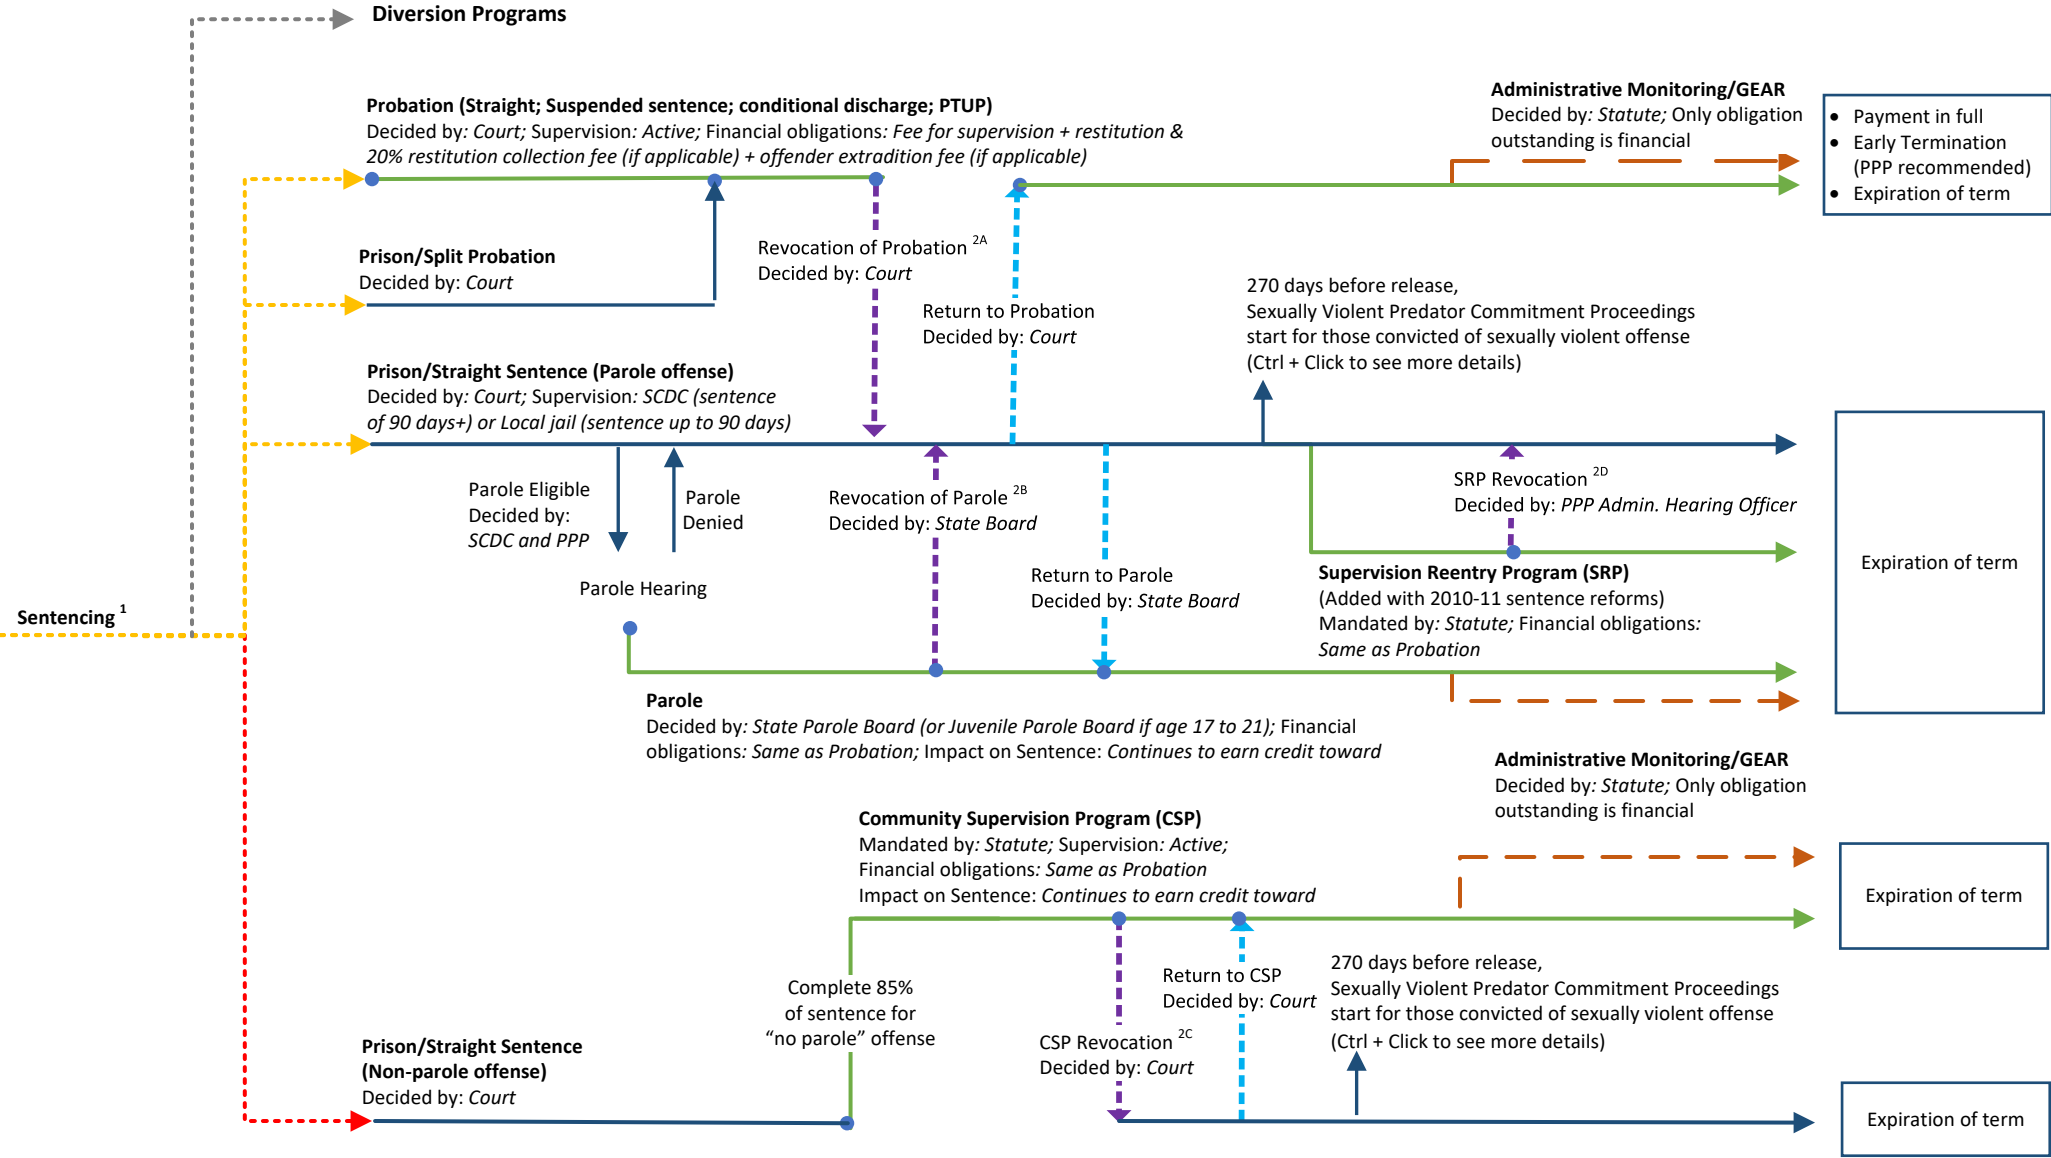 Diversion Programs
Probation (Straight; Suspended sentence; conditional discharge; PTUP)
Decided by: Court; Supervision: Active; Financial obligations: Fee for supervision + restitution &
20% restitution collection fee (if applicable) + offender extradition fee (if applicable)
Administrative Monitoring/GEAR
Decided by: Statute; Only obligation
outstanding is financial
• Payment in full
• Early Termination
(PPP recommended)
• Expiration of term
Prison/Split Probation
Decided by: Court
Revocation of Probation 2A
Decided by: Court
Return to Probation
Decided by: Court
270 days before release,
Sexually Violent Predator Commitment Proceedings
start for those convicted of sexually violent offense
(Ctrl + Click to see more details)
Prison/Straight Sentence (Parole offense)
Decided by: Court; Supervision: SCDC (sentence
of 90 days+) or Local jail (sentence up to 90 days)
Parole Eligible
Decided by:
SCDC and PPP
Parole
Denied
Revocation of Parole 2B
Decided by: State Board
SRP Revocation 2D
Decided by: PPP Admin. Hearing Officer
Parole Hearing
Return to Parole
Decided by: State Board
Supervision Reentry Program (SRP)
(Added with 2010-11 sentence reforms)
Mandated by: Statute; Financial obligations:
Same as Probation
Expiration of term
Sentencing 1
Parole
Decided by: State Parole Board (or Juvenile Parole Board if age 17 to 21); Financial
obligations: Same as Probation; Impact on Sentence: Continues to earn credit toward
Administrative Monitoring/GEAR
Decided by: Statute; Only obligation
outstanding is financial
Community Supervision Program (CSP)
Mandated by: Statute; Supervision: Active;
Financial obligations: Same as Probation
Impact on Sentence: Continues to earn credit toward
Expiration of term
Complete 85%
of sentence for
“no parole” offense
Return to CSP
Decided by: Court
CSP Revocation 2C
Decided by: Court
270 days before release,
Sexually Violent Predator Commitment Proceedings
start for those convicted of sexually violent offense
(Ctrl + Click to see more details)
Prison/Straight Sentence
(Non-parole offense)
Decided by: Court
Expiration of term